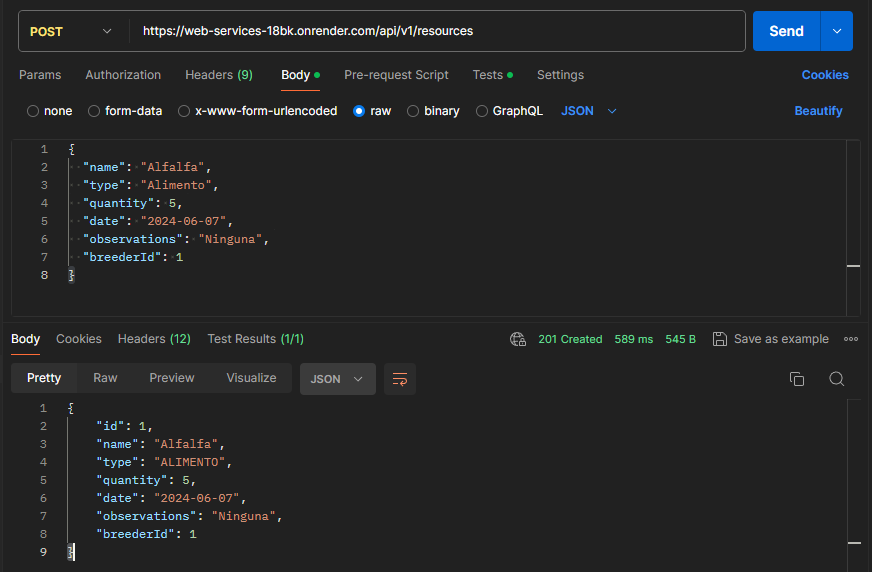 POST https://web-services-18bk.onrender.com/api/v1/resources Send
Params Authorization Headers (9) Body Pre-request Script Tests Settings Cookies
none form-data x-www-form-urlencoded raw binary GraphQL JSON Beautify
1 {
2 "name": "Alfalfa",
3 "type": "Alimento",
4 "quantity": 5,
5 "date": "2024-06-07",
6 "observations": "Ninguna",
7 "breederId": 1
8 }
Body Cookies Headers (12) Test Results (1/1) 201 Created 589 ms 545 B Save as example
Pretty Raw Preview Visualize JSON
1 {
2 "id": 1,
3 "name": "Alfalfa",
4 "type": "ALIMENTO",
5 "quantity": 5,
6 "date": "2024-06-07",
7 "observations": "Ninguna",
8 "breederId": 1
9 }